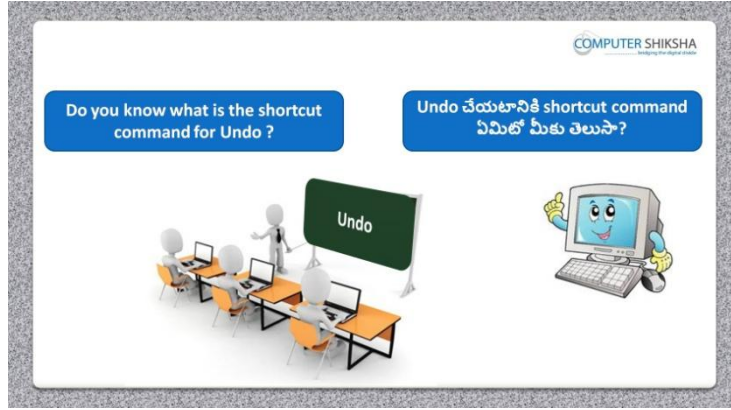 COMPUTER SHIKSHA
bridging the digital divide
Do you know what is the shortcut
command for Undo ?
Undo చేయటానికి shortcut command
ఏమిటో మీకు తెలుసా?
Undo